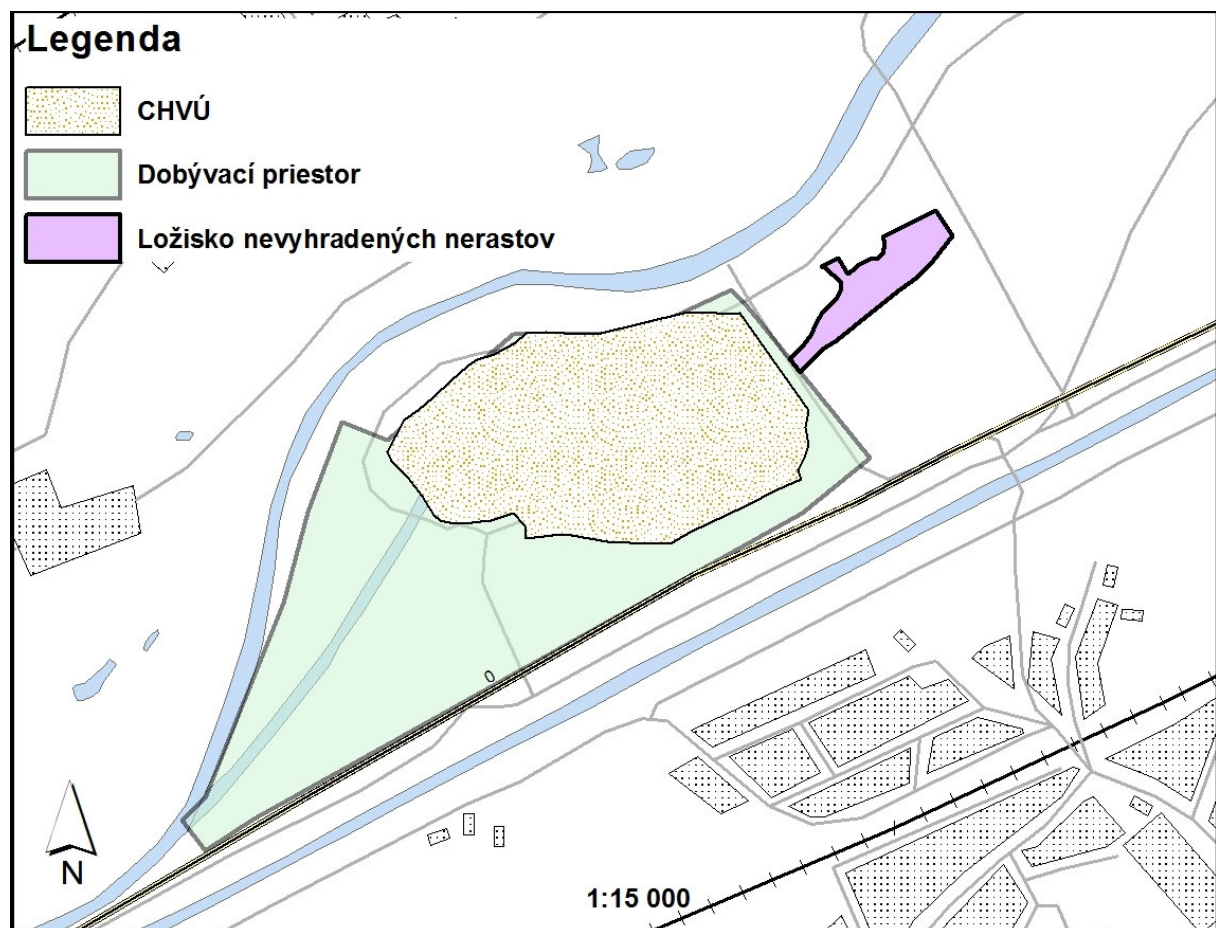 Legenda
CHVÚ
Dobývací priestor
Ložisko nevyhradených nerastov
0
N
1:15 000